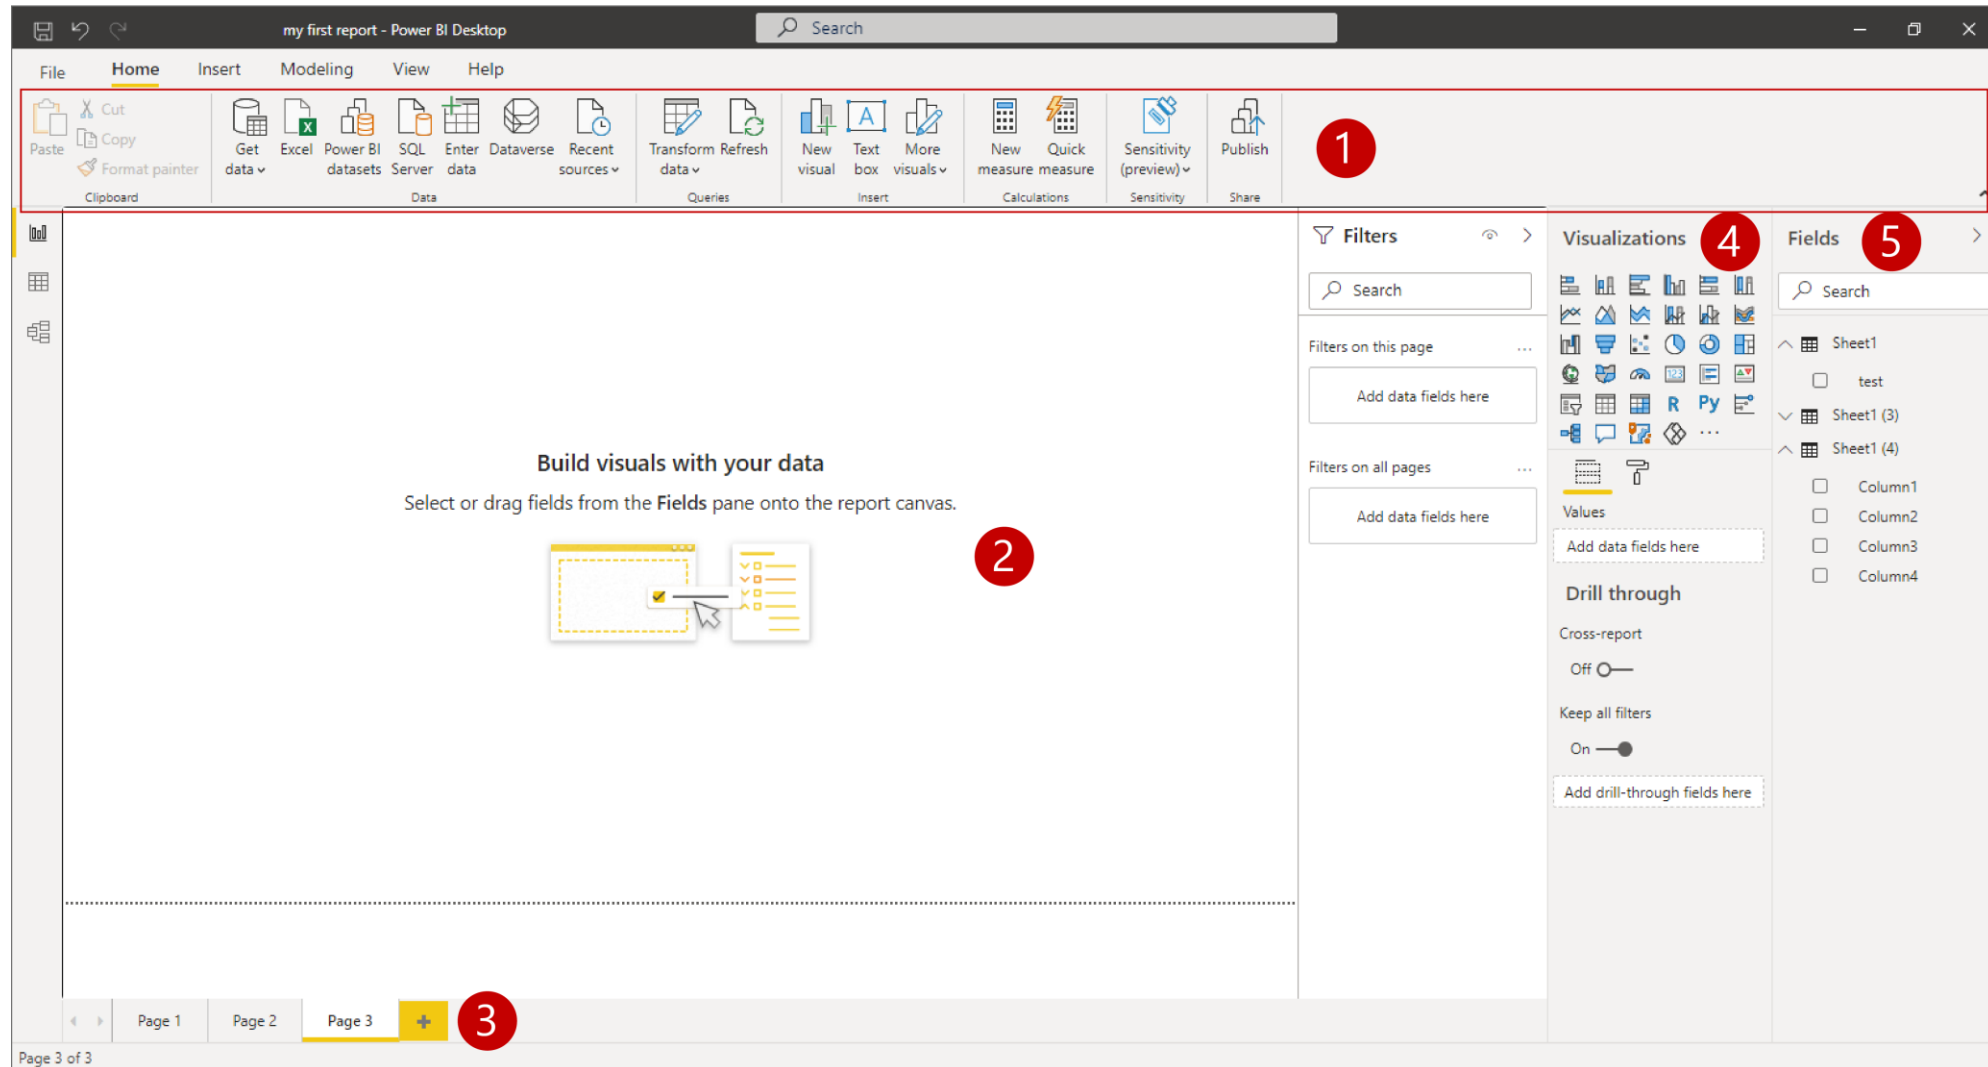 my first report - Power BI Desktop
Search
File
Home
Insert
Modeling
View
Help
Paste
Cut
Copy
Format painter
Clipboard
Get
data
Excel
Power BI
datasets
SQL
Server
Enter
data
Dataverse
Recent
sources
Data
Transform
data
Refresh
Queries
New
visual
Text
box
More
visuals
Insert
New
measure
Quick
measure
Calculations
Sensitivity
(preview)
Sensitivity
Publish
Share
1
Build visuals with your data
Select or drag fields from the Fields pane onto the report canvas.
2
Filters
Search
Filters on this page
...
Add data fields here
Filters on all pages
...
Add data fields here
Visualizations
4
123
R
Py
...
Values
Add data fields here
Drill through
Cross-report
Off
Keep all filters
On
Add drill-through fields here
Fields
5
Search
Sheet1
test
Sheet1 (3)
Sheet1 (4)
Column1
Column2
Column3
Column4
Page 1
Page 2
Page 3
+
3
Page 3 of 3